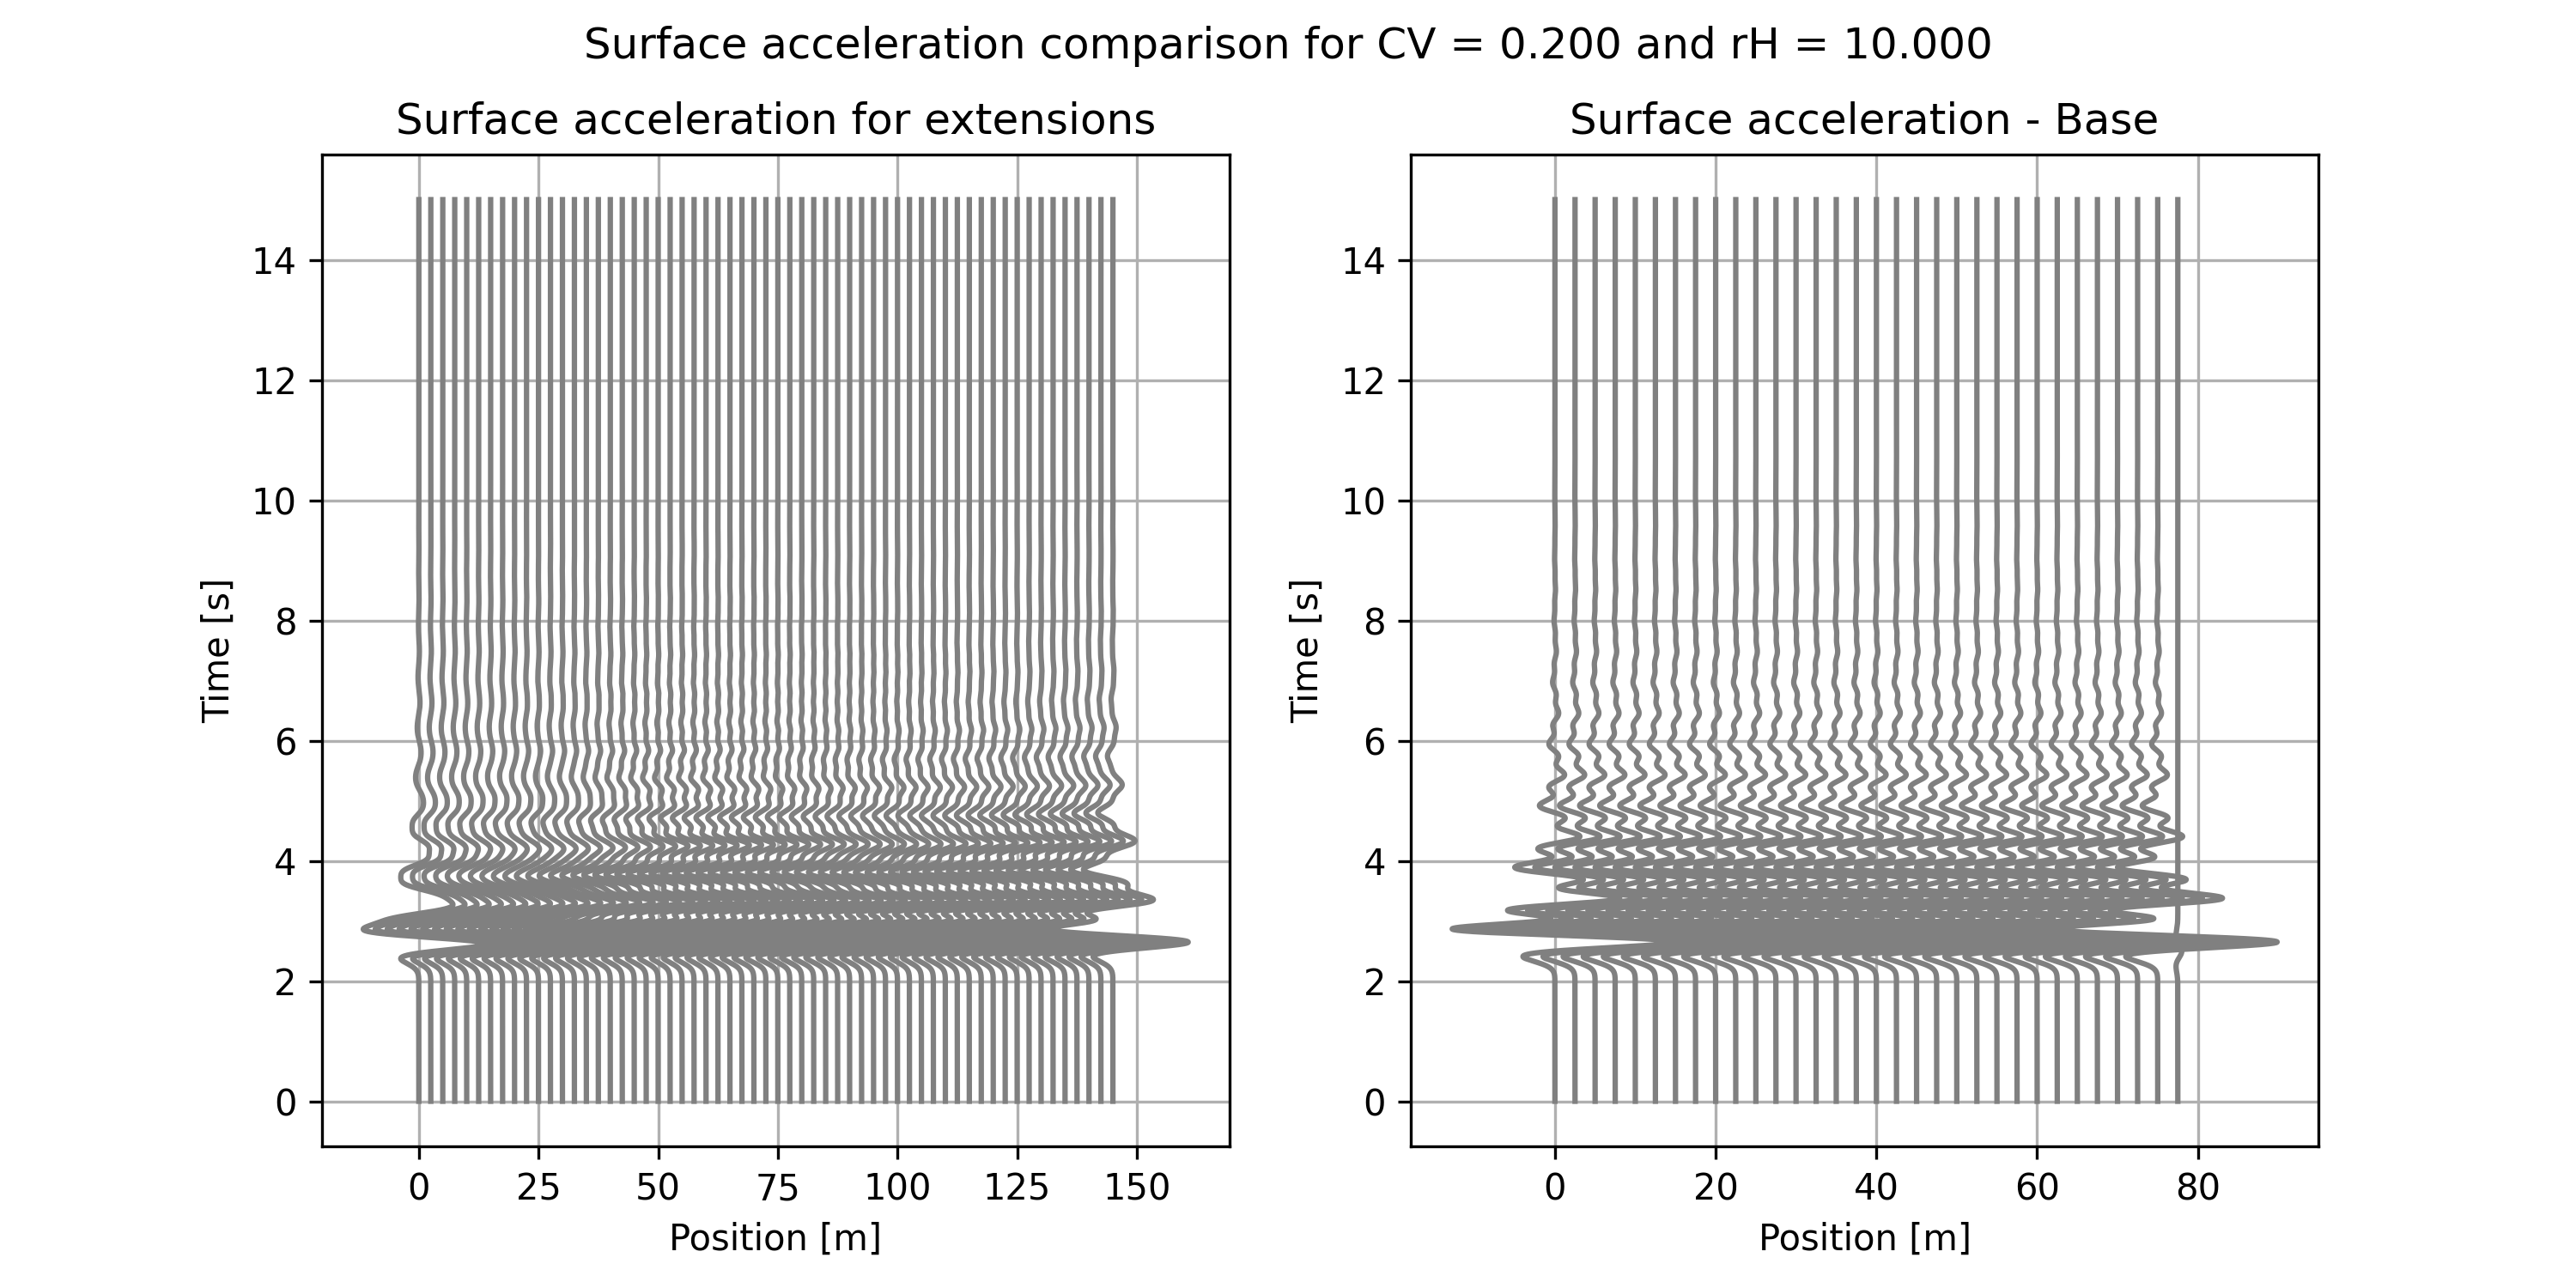 Surface acceleration comparison for CV = 0.200 and rH = 10.000
Surface acceleration for extensions
Time [s]
14
12
10
8
6
4
2
0
0 25 50 75 100 125 150
Position [m]
Surface acceleration - Base
Time [s]
14
12
10
8
6
4
2
0
0 20 40 60 80
Position [m]